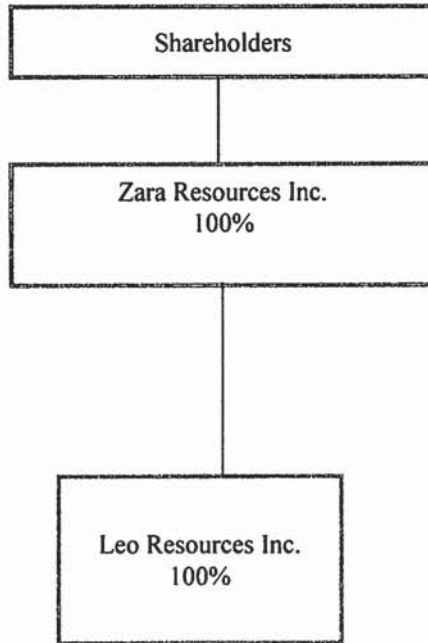 Shareholders
Zara Resources Inc.
100%
Leo Resources Inc.
100%